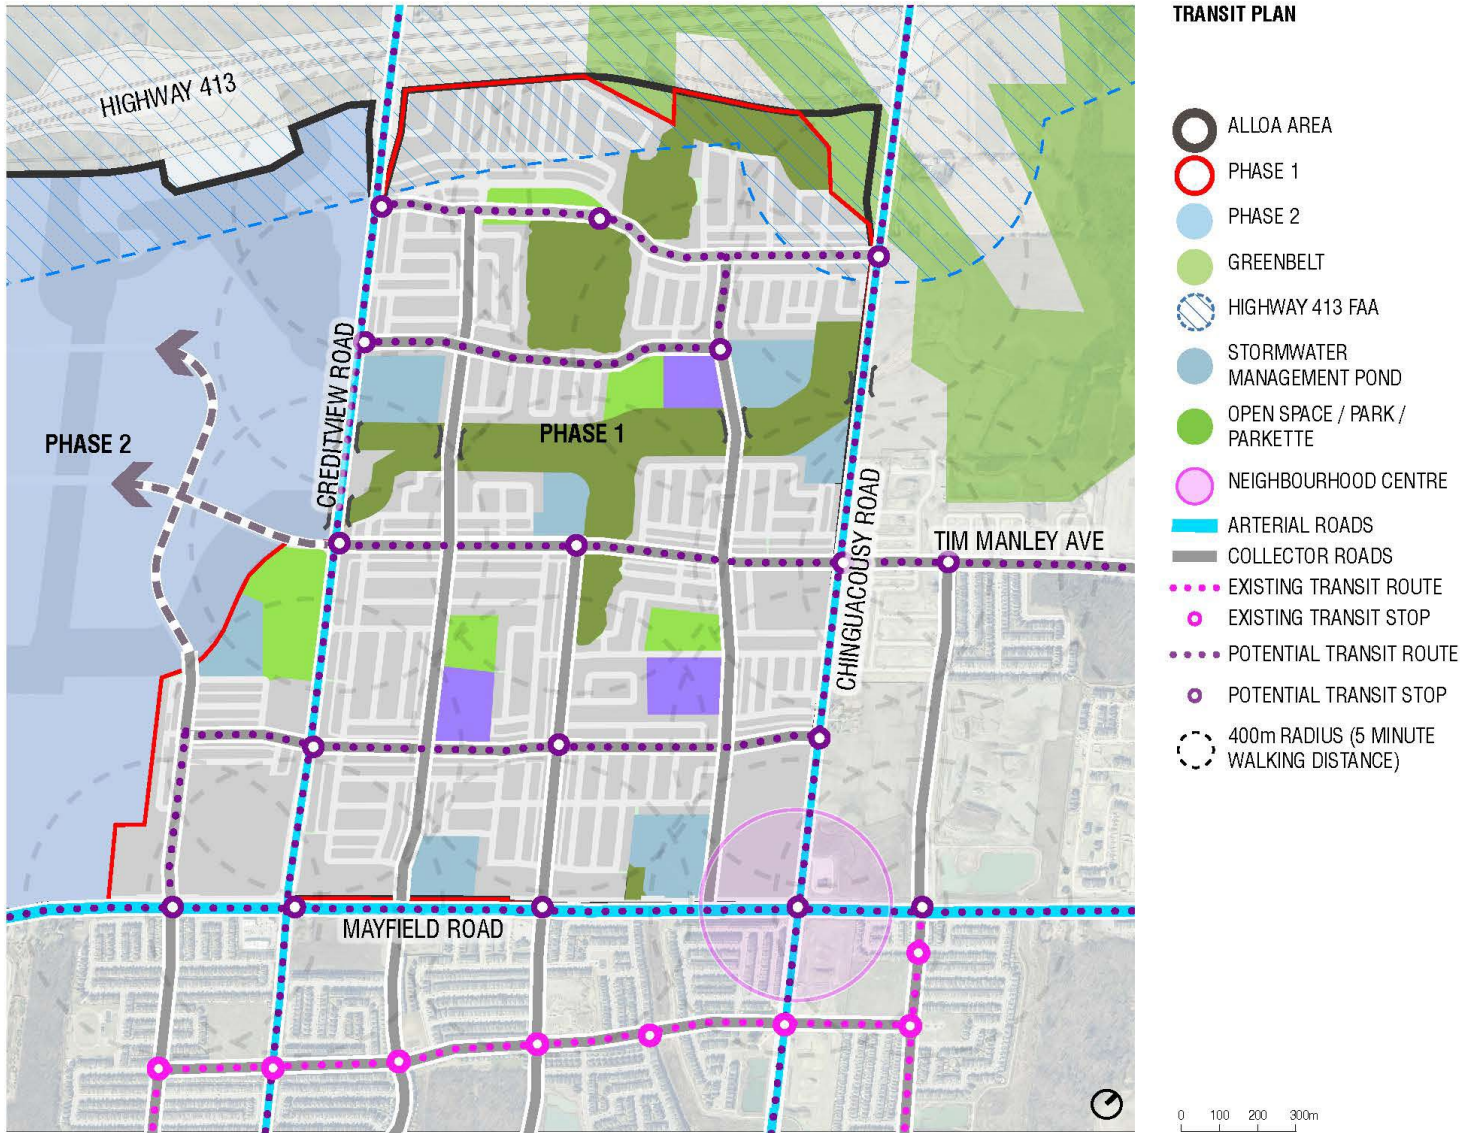 TRANSIT PLAN
HIGHWAY 413
ALLOA AREA
PHASE 1
PHASE 2
GREENBELT
HIGHWAY 413 FAA
STORMWATER
MANAGEMENT POND
OPEN SPACE / PARK /
PARKETTE
NEIGHBOURHOOD CENTRE
ARTERIAL ROADS
COLLECTOR ROADS
EXISTING TRANSIT ROUTE
EXISTING TRANSIT STOP
POTENTIAL TRANSIT ROUTE
POTENTIAL TRANSIT STOP
400m RADIUS (5 MINUTE
WALKING DISTANCE)
CREDITVIEW ROAD
PHASE 2
PHASE 1
CHINGUACOUSY ROAD
TIM MANLEY AVE
MAYFIELD ROAD
0 100 200 300m